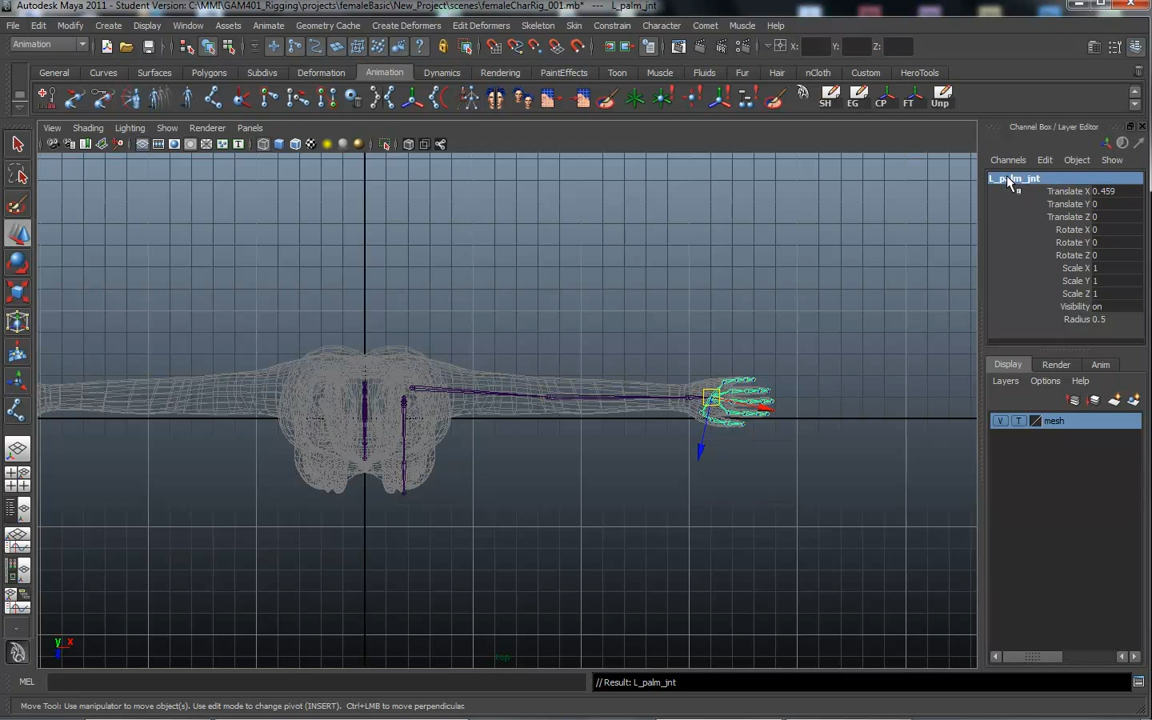 Autodesk Maya 2011 - Student Version: C:\MMI\GAM401_Rigging\projects\femaleBasic\New_Project\scenes\femaleCharRig_001.mb* --- L_palm_jnt
File Edit Modify Create Display Window Assets Animate Geometry Cache Create Deformers Edit Deformers Skeleton Skin Constrain Character Comet Muscle Help
Animation X: Y: Z:
General Curves Surfaces Polygons Subdivs Deformation Animation Dynamics Rendering PaintEffects Toon Muscle Fluids Fur Hair nCloth Custom HeroTools
SH EG CP FT Unp
View Shading Lighting Show Renderer Panels
Channel Box / Layer Editor
Channels Edit Object Show
L_palm_jnt
Translate X 0.459
Translate Y 0
Translate Z 0
Rotate X 0
Rotate Y 0
Rotate Z 0
Scale X 1
Scale Y 1
Scale Z 1
Visibility on
Radius 0.5
Display Render Anim
Layers Options Help
V T mesh
y x
top
MEL // Result: L_palm_jnt
Move Tool: Use manipulator to move object(s). Use edit mode to change pivot (INSERT). Ctrl+LMB to move perpendicular.